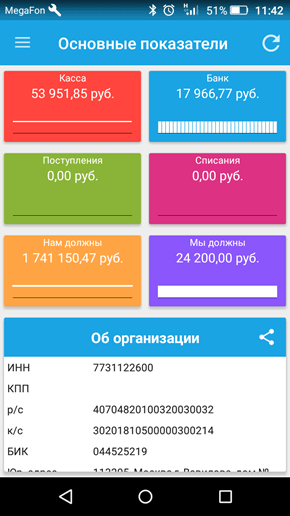 MegaFon 51% 11:42
Основные показатели
Касса
53 951,85 руб.
Банк
17 966,77 руб.
Поступления
0,00 руб.
Списания
0,00 руб.
Нам должны
1 741 150,47 руб.
Мы должны
24 200,00 руб.
Об организации
ИНН 7731122600
КПП
р/с 40704820100320030032
к/с 30201810500000300214
БИК 044525219
Юр. адрес 113205, Москва г, Вавилова, дом №